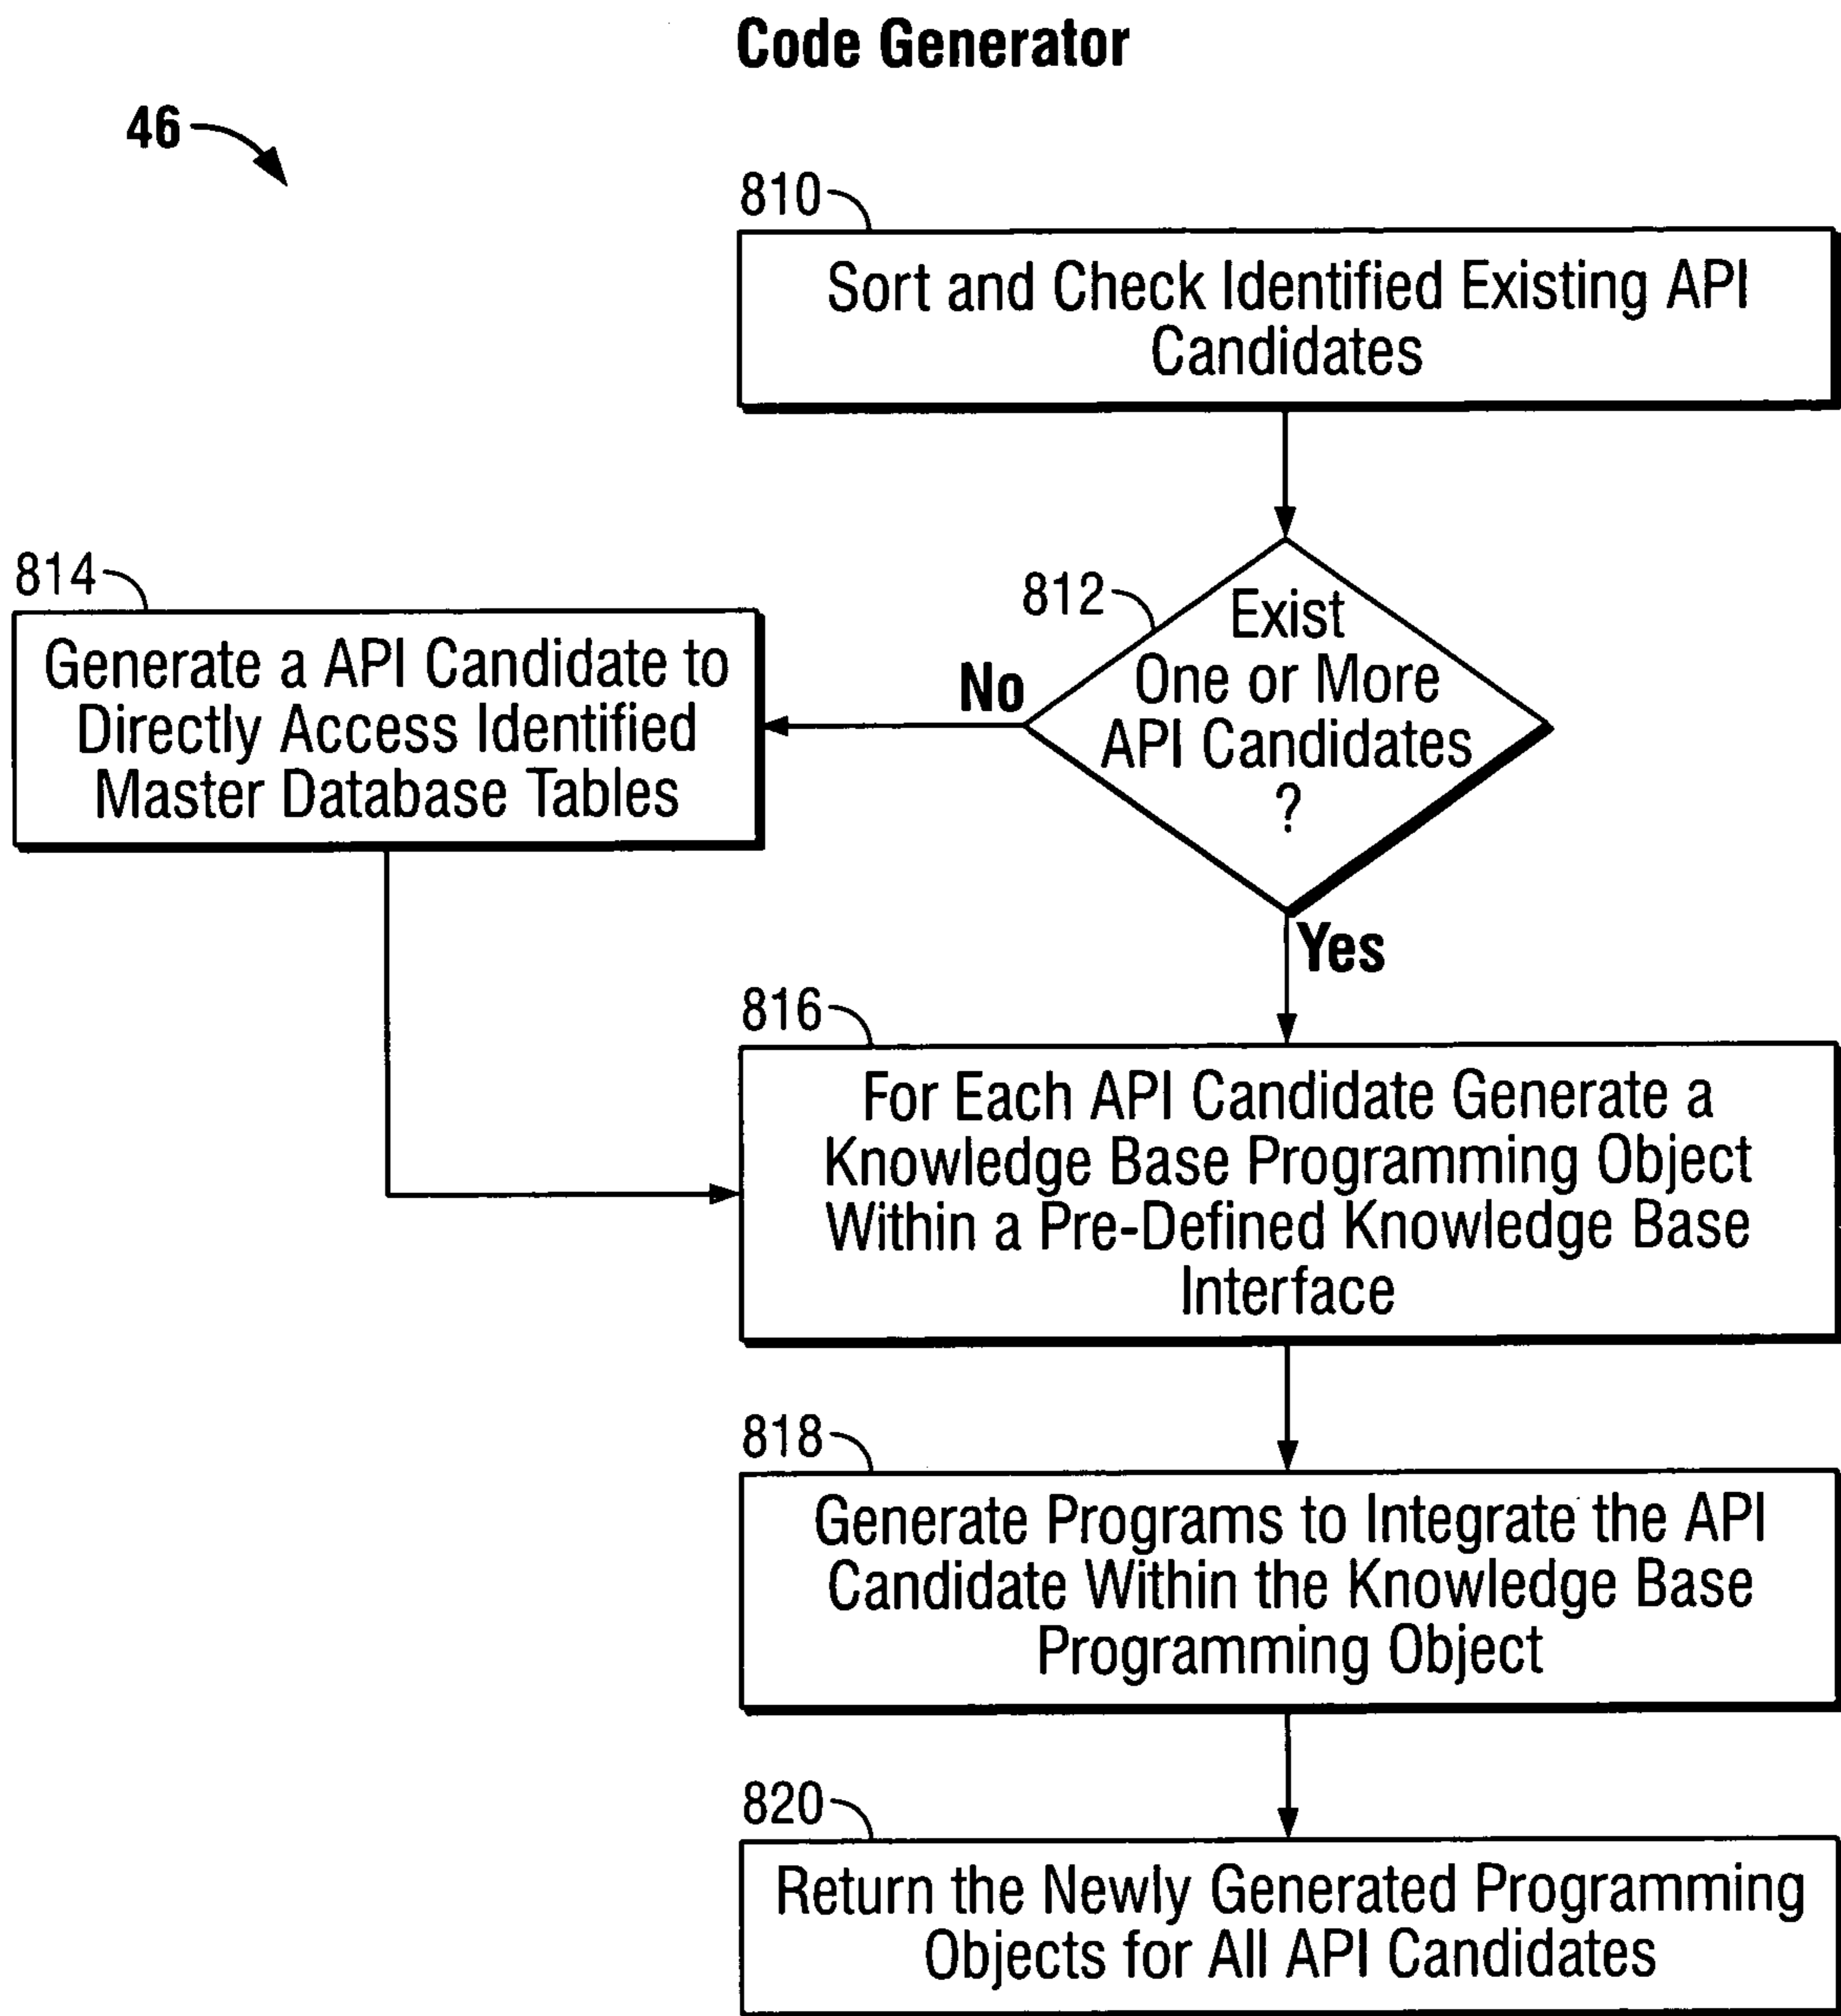 Code Generator
46
810
Sort and Check Identified Existing API
Candidates
812
Exist
One or More
API Candidates
?
No
Yes
814
Generate a API Candidate to
Directly Access Identified
Master Database Tables
816
For Each API Candidate Generate a
Knowledge Base Programming Object
Within a Pre-Defined Knowledge Base
Interface
818
Generate Programs to Integrate the API
Candidate Within the Knowledge Base
Programming Object
820
Return the Newly Generated Programming
Objects for All API Candidates